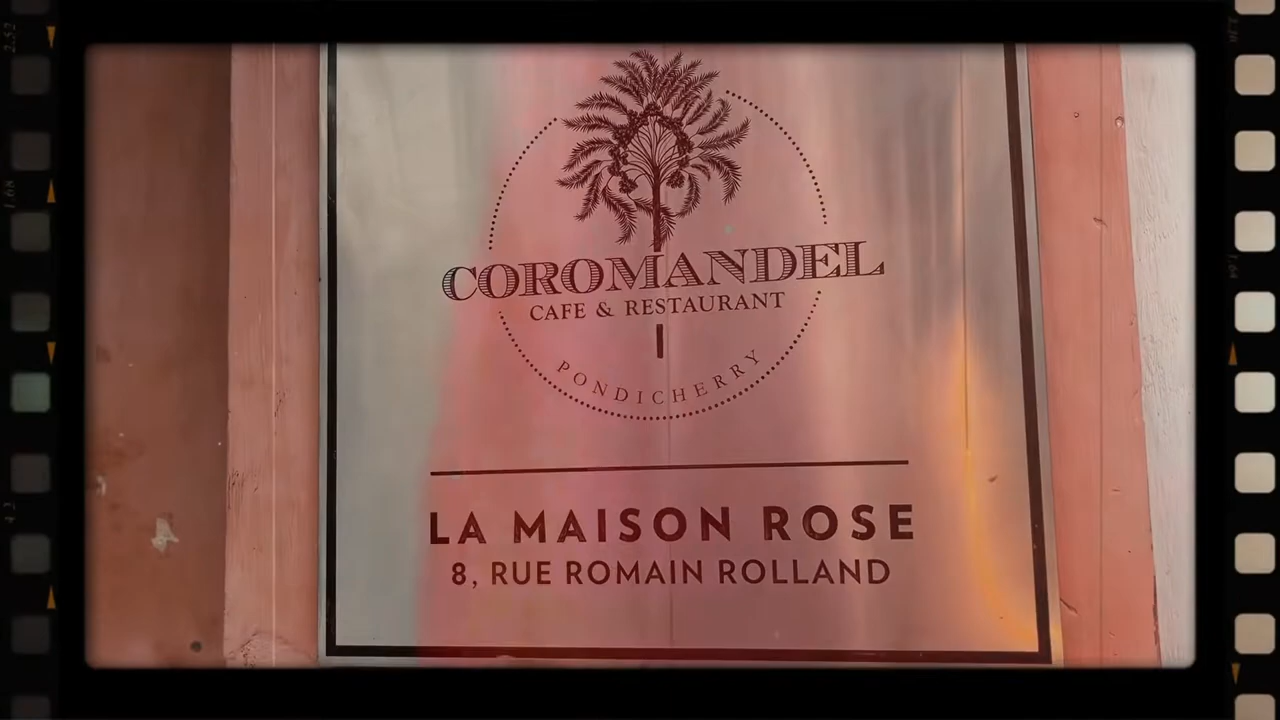 COROMANDEL
CAFE & RESTAURANT
PONDICHERRY
LA MAISON ROSE
8, RUE ROMAIN ROLLAND